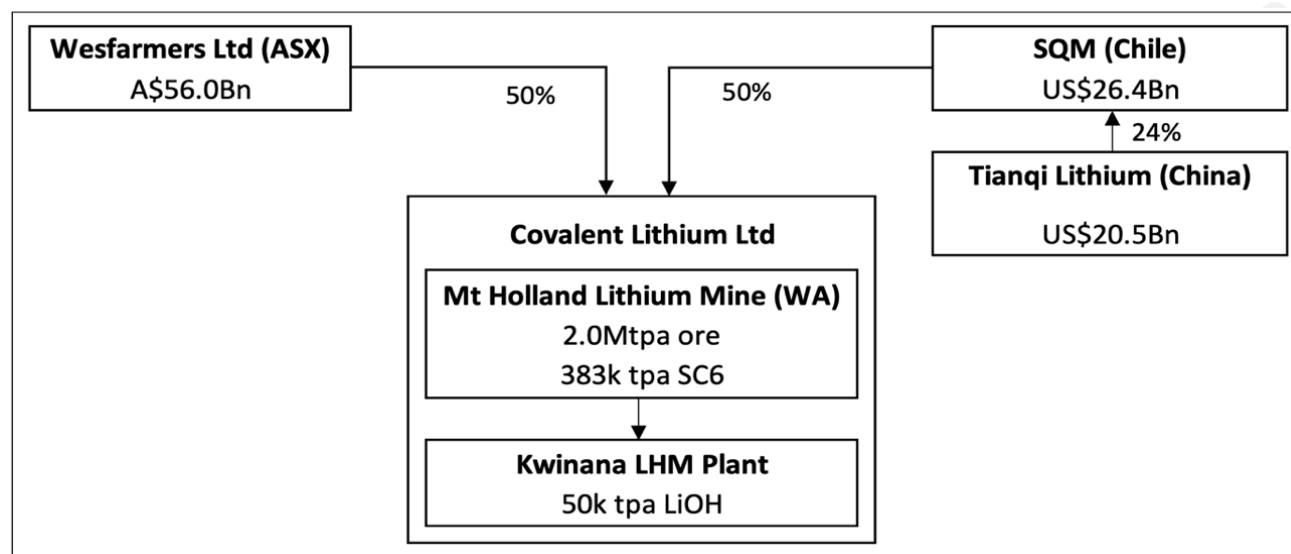 Wesfarmers Ltd (ASX)
A$56.0Bn
SQM (Chile)
US$26.4Bn
50%
50%
24%
Tianqi Lithium (China)
US$20.5Bn
Covalent Lithium Ltd
Mt Holland Lithium Mine (WA)
2.0Mtpa ore
383k tpa SC6
Kwinana LHM Plant
50k tpa LiOH